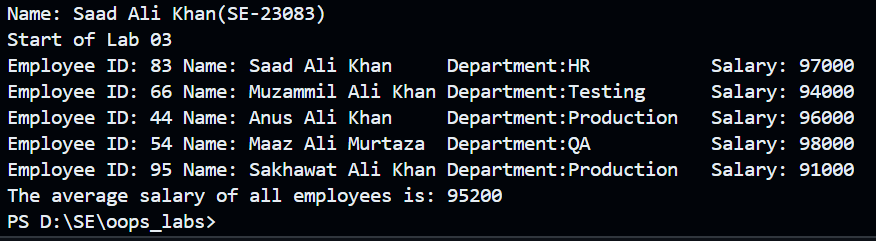 Name: Saad Ali Khan(SE-23083)
Start of Lab 03
Employee ID: 83 Name: Saad Ali Khan     Department:HR           Salary: 97000
Employee ID: 66 Name: Muzammil Ali Khan Department:Testing      Salary: 94000
Employee ID: 44 Name: Anus Ali Khan     Department:Production   Salary: 96000
Employee ID: 54 Name: Maaz Ali Murtaza  Department:QA           Salary: 98000
Employee ID: 95 Name: Sakhawat Ali Khan Department:Production   Salary: 91000
The average salary of all employees is: 95200
PS D:\SE\oops_labs>